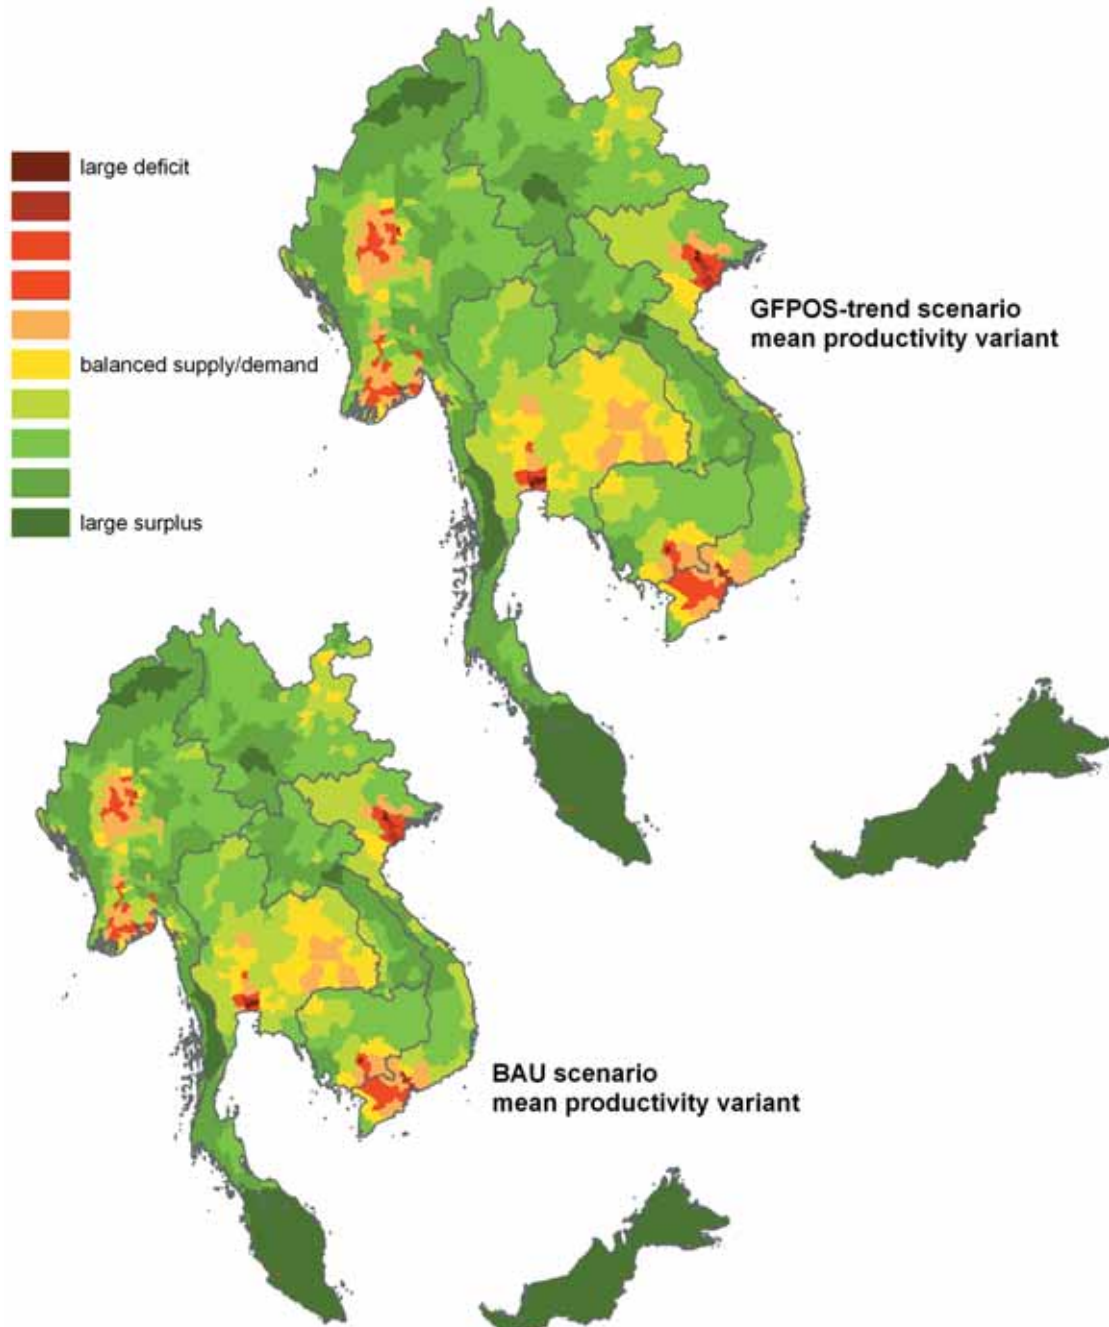 large deficit
balanced supply/demand
large surplus
GFPOS-trend scenario
mean productivity variant
BAU scenario
mean productivity variant